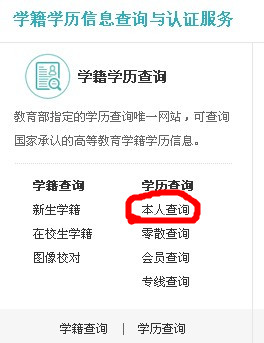 学籍学历信息查询与认证服务
学籍学历查询
教育部指定的学历查询唯一网站，可查询
国家承认的高等教育学籍学历信息。
学籍查询 学历查询
新生学籍 本人查询
在校生学籍 零散查询
图像校对 会员查询
专线查询
学籍查询 | 学历查询